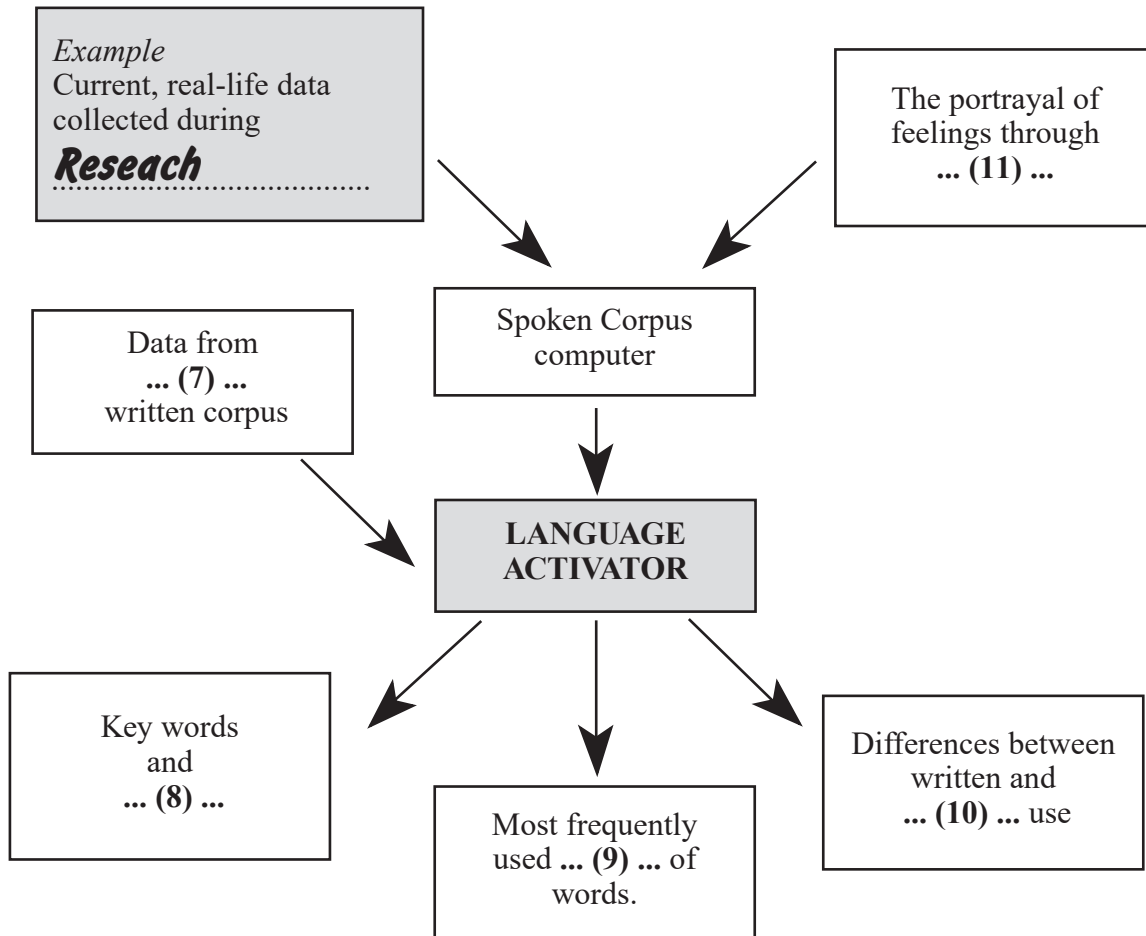 Example
Current, real-life data
collected during
Reseach
The portrayal of
feelings through
... (11) ...
Spoken Corpus
computer
Data from
... (7) ...
written corpus
LANGUAGE
ACTIVATOR
Key words
and
... (8) ...
Most frequently
used ... (9) ... of
words.
Differences between
written and
... (10) ... use